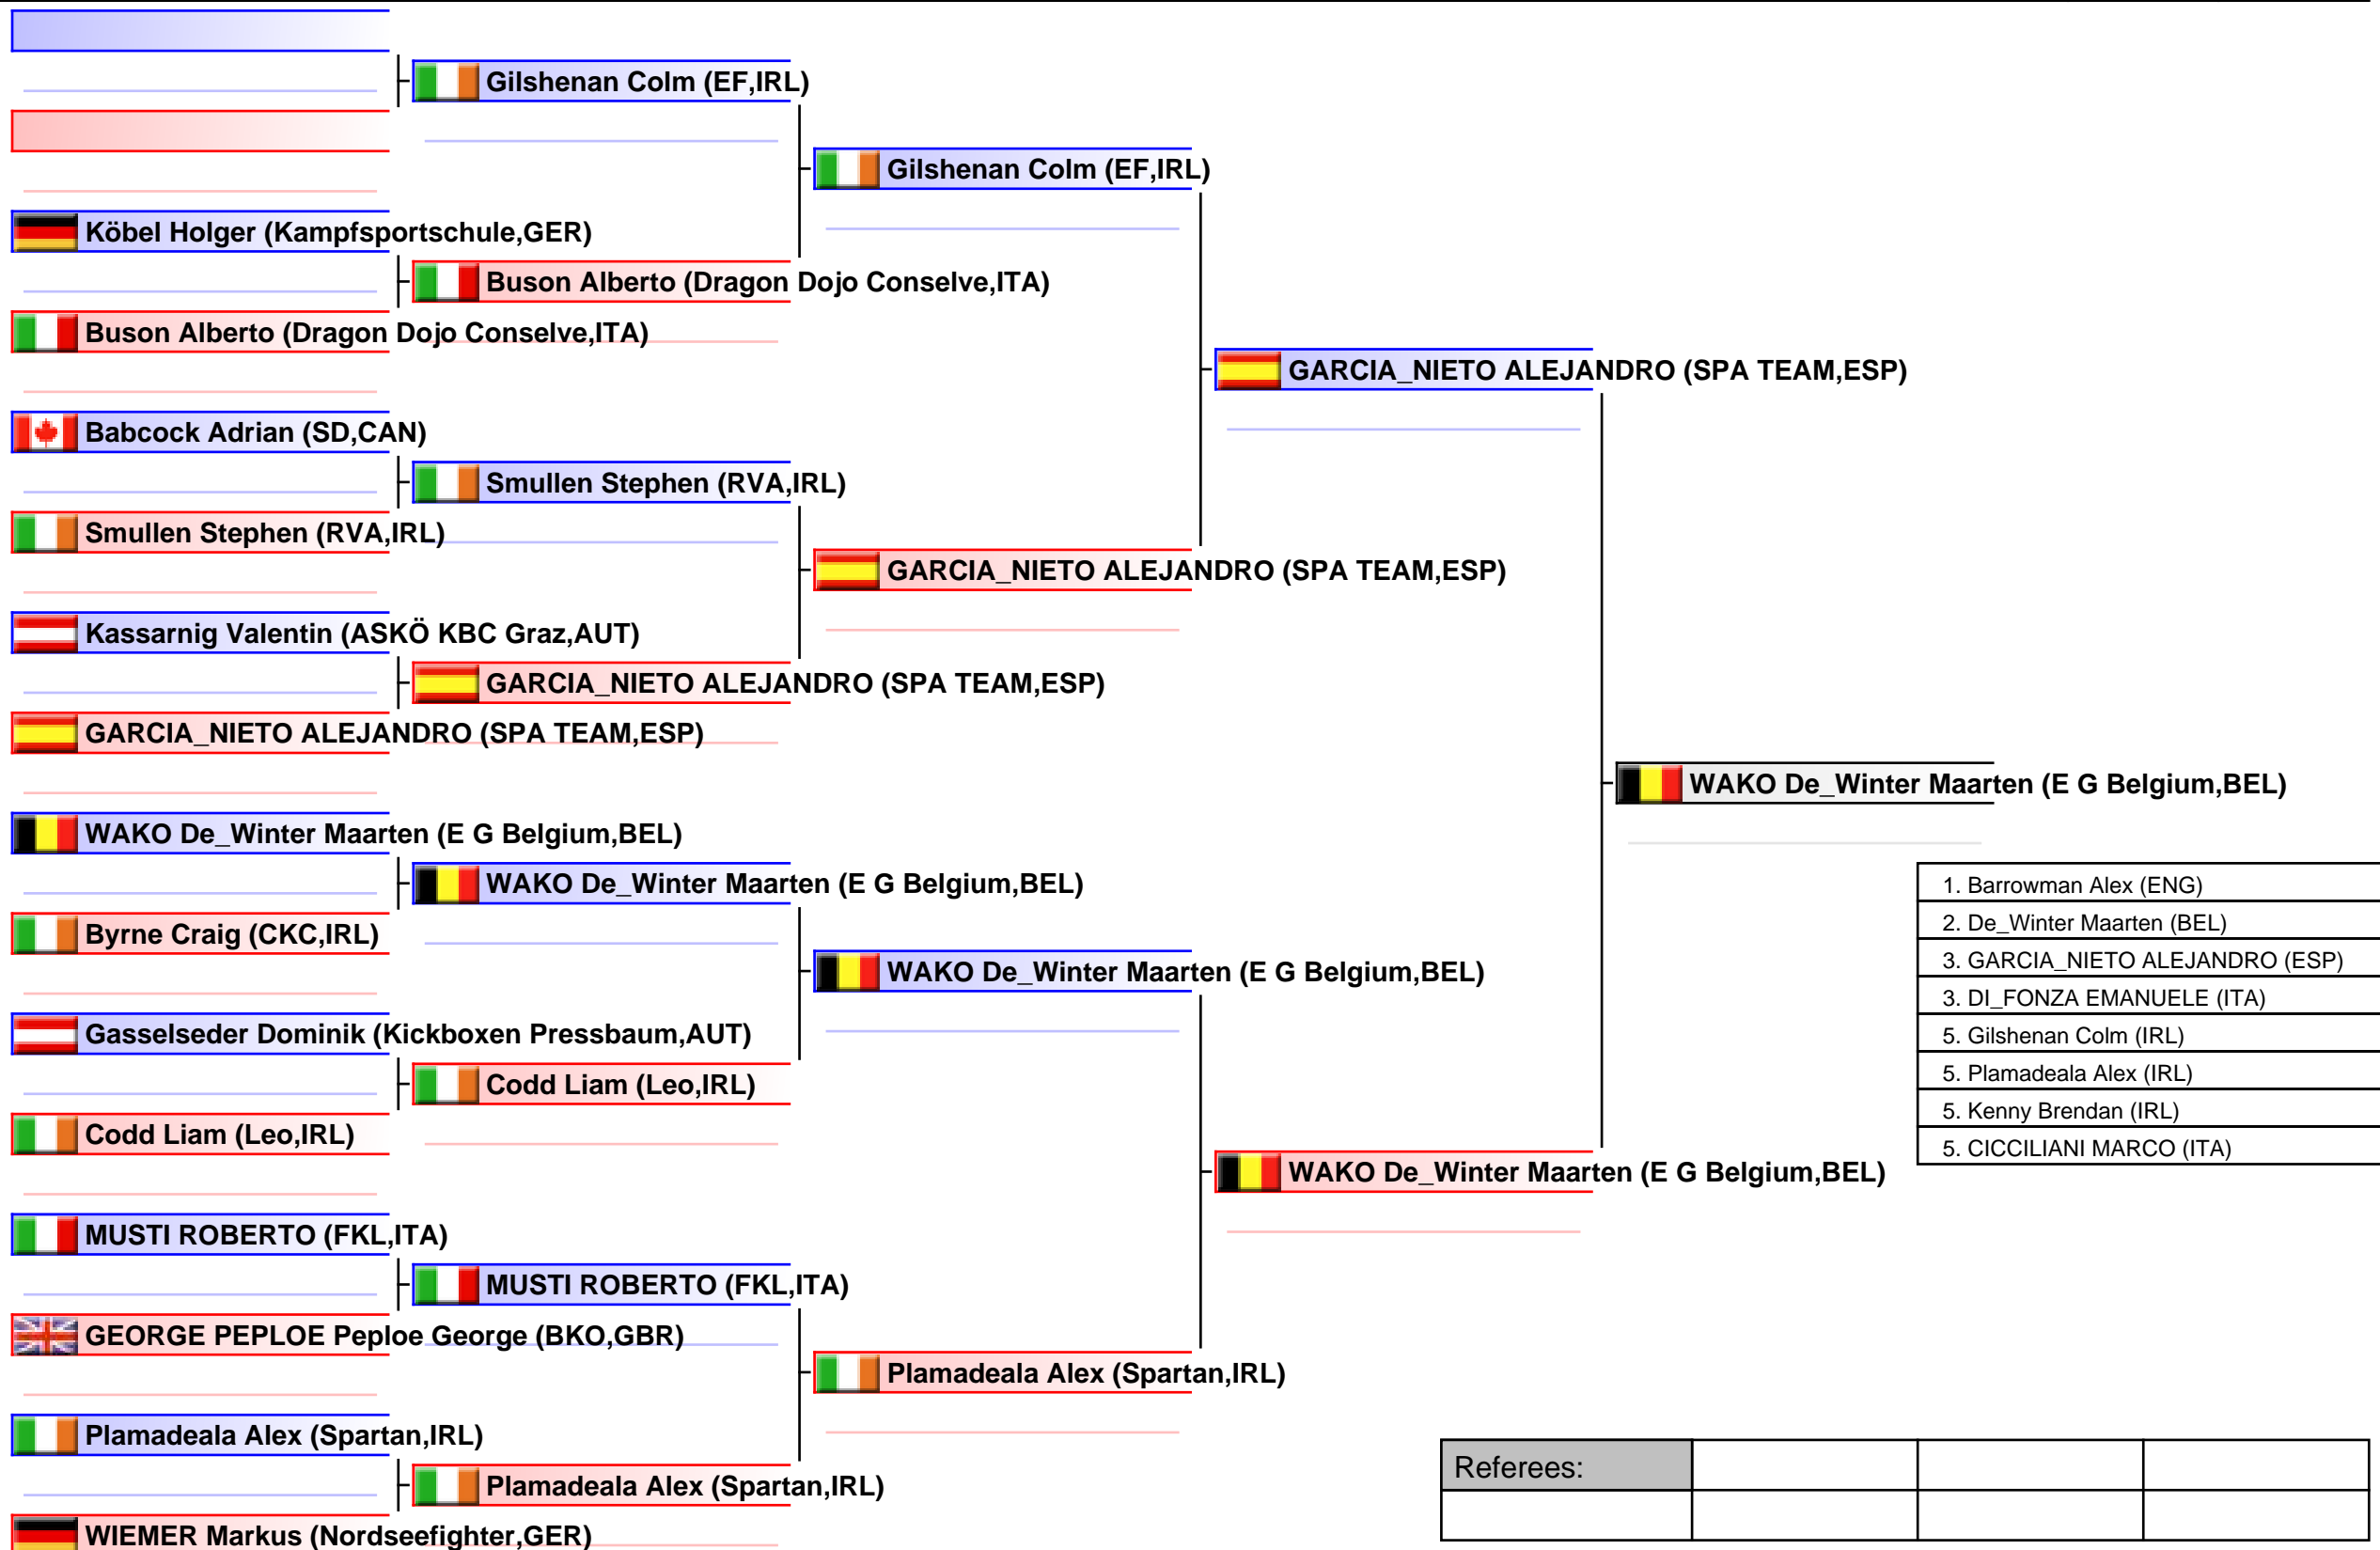 Gilshenan Colm (EF,IRL)
Gilshenan Colm (EF,IRL)
Köbel Holger (Kampfsportschule,GER)
Buson Alberto (Dragon Dojo Conselve,ITA)
Buson Alberto (Dragon Dojo Conselve,ITA)
GARCIA_NIETO ALEJANDRO (SPA TEAM,ESP)
Babcock Adrian (SD,CAN)
Smullen Stephen (RVA,IRL)
Smullen Stephen (RVA,IRL)
GARCIA_NIETO ALEJANDRO (SPA TEAM,ESP)
Kassarnig Valentin (ASKÖ KBC Graz,AUT)
GARCIA_NIETO ALEJANDRO (SPA TEAM,ESP)
GARCIA_NIETO ALEJANDRO (SPA TEAM,ESP)
WAKO De_Winter Maarten (E G Belgium,BEL)
WAKO De_Winter Maarten (E G Belgium,BEL)
WAKO De_Winter Maarten (E G Belgium,BEL)
Byrne Craig (CKC,IRL)
WAKO De_Winter Maarten (E G Belgium,BEL)
Gasselseder Dominik (Kickboxen Pressbaum,AUT)
Codd Liam (Leo,IRL)
Codd Liam (Leo,IRL)
WAKO De_Winter Maarten (E G Belgium,BEL)
MUSTI ROBERTO (FKL,ITA)
MUSTI ROBERTO (FKL,ITA)
GEORGE PEPLOE Peploe George (BKO,GBR)
Plamadeala Alex (Spartan,IRL)
Plamadeala Alex (Spartan,IRL)
Plamadeala Alex (Spartan,IRL)
WIEMER Markus (Nordseefighter,GER)
1. Barrowman Alex (ENG)
2. De_Winter Maarten (BEL)
3. GARCIA_NIETO ALEJANDRO (ESP)
3. DI_FONZA EMANUELE (ITA)
5. Gilshenan Colm (IRL)
5. Plamadeala Alex (IRL)
5. Kenny Brendan (IRL)
5. CICCILIANI MARCO (ITA)
Referees: